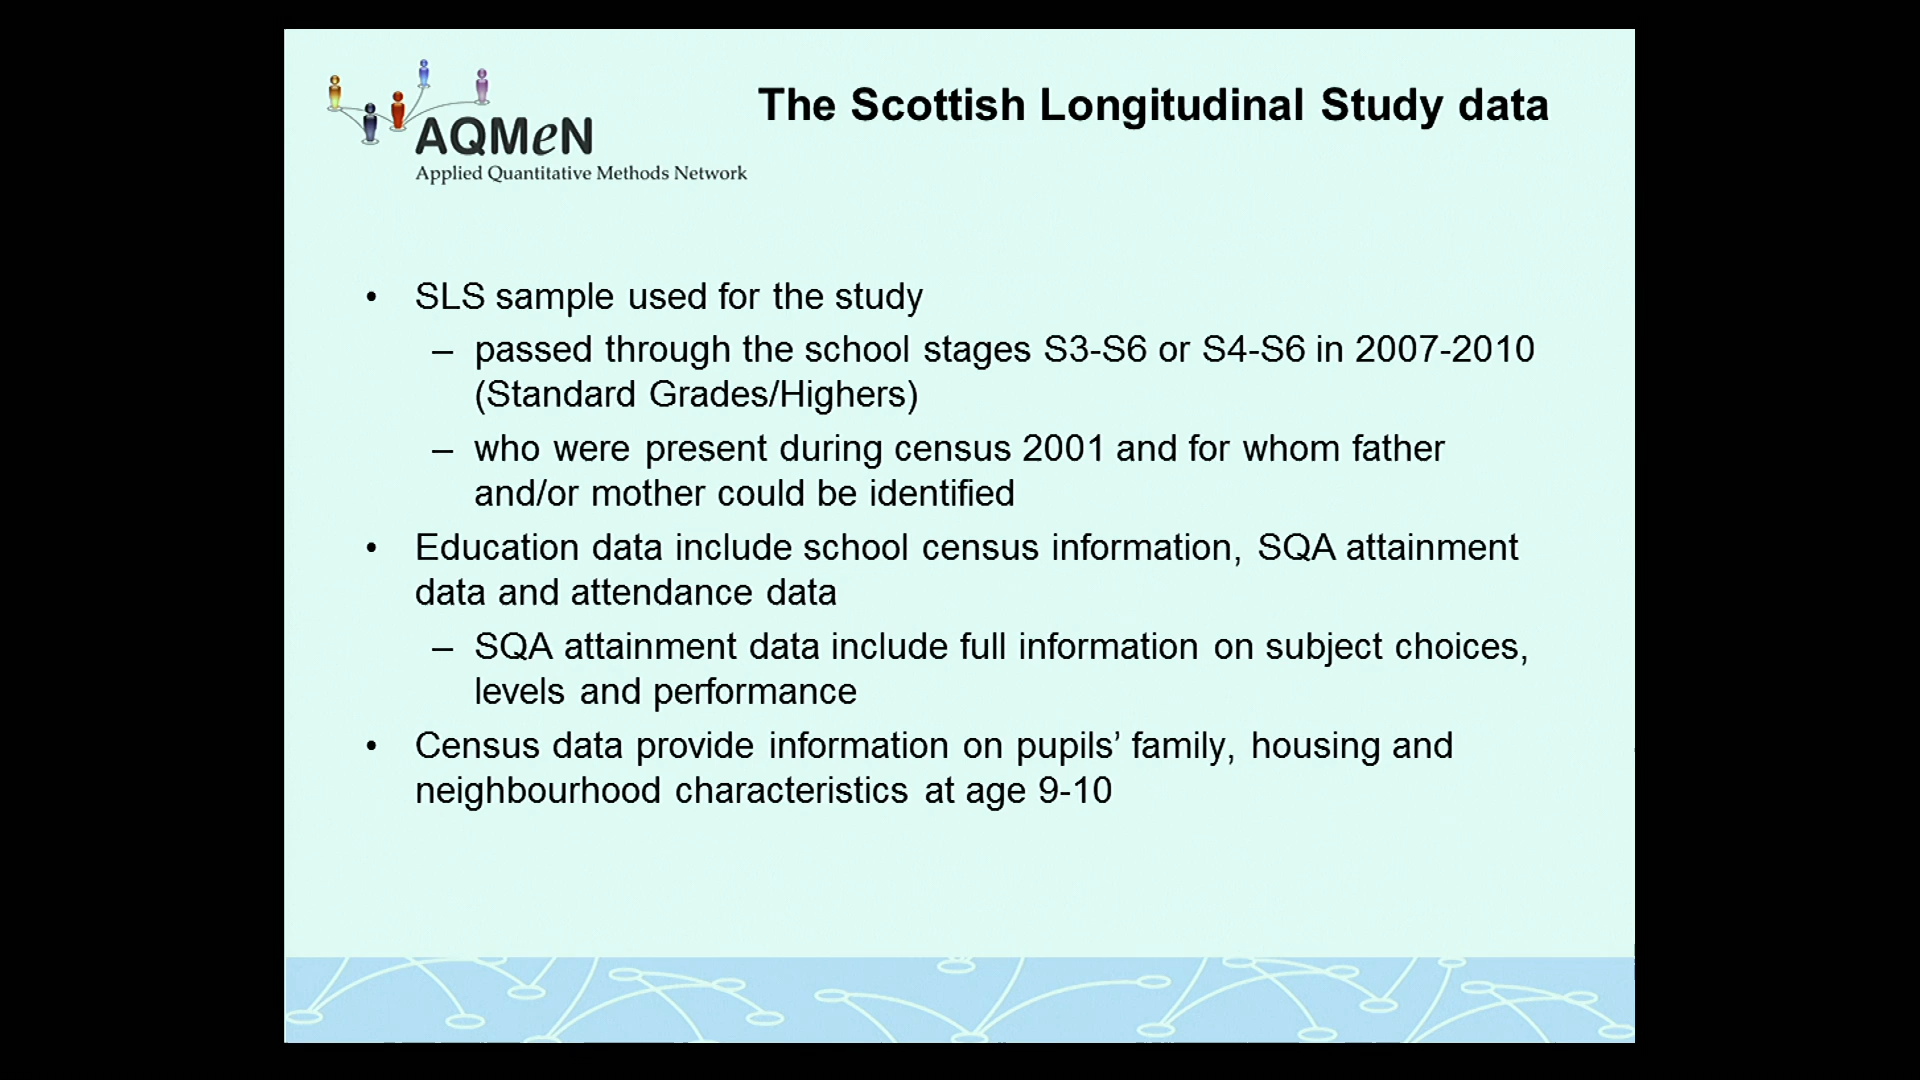 AQMeN
Applied Quantitative Methods Network
The Scottish Longitudinal Study data
• SLS sample used for the study
– passed through the school stages S3-S6 or S4-S6 in 2007-2010
(Standard Grades/Highers)
– who were present during census 2001 and for whom father
and/or mother could be identified
• Education data include school census information, SQA attainment
data and attendance data
– SQA attainment data include full information on subject choices,
levels and performance
• Census data provide information on pupils’ family, housing and
neighbourhood characteristics at age 9-10